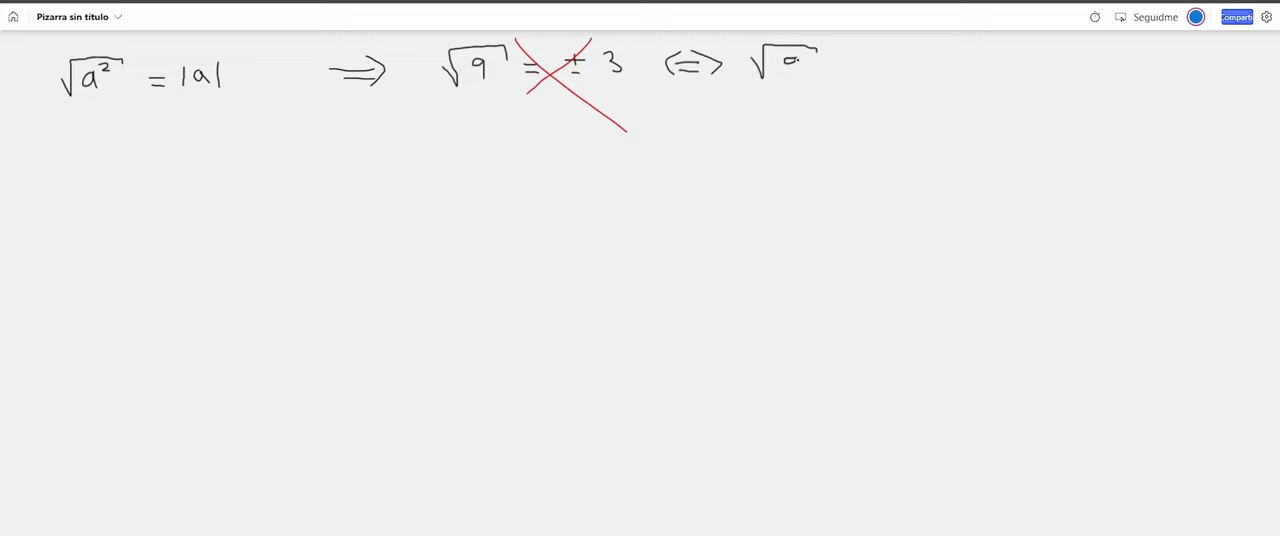 Pizarra sin título
Seguidme
Comparti
√a² = |a| ⟹ √9 = ± 3 ⟺ √